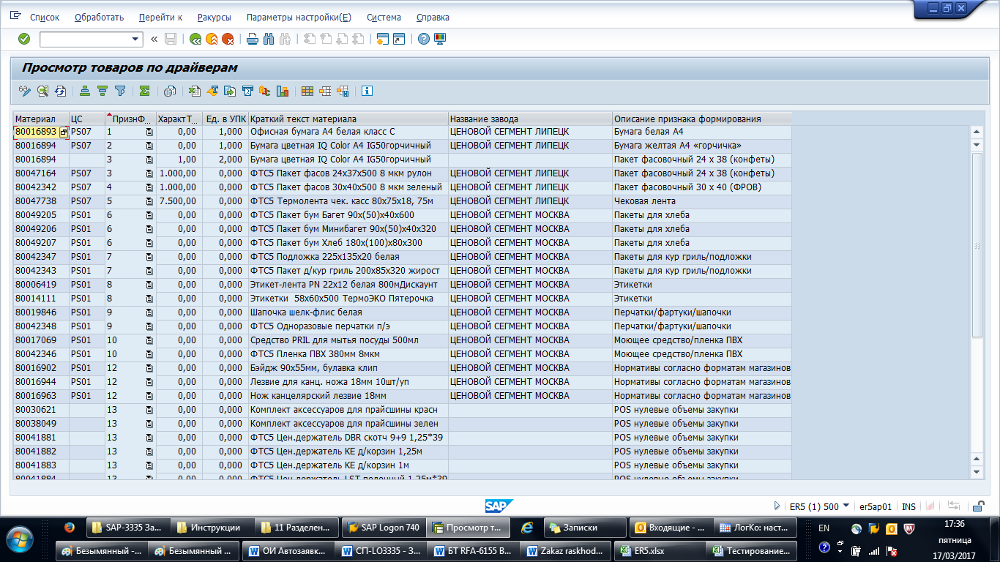 Список Обработать Перейти к Ракурсы Параметры настройки(E) Система Справка
Просмотр товаров по драйверам
Материал ЦС ПризнФ... ХарактТ... Ед. в УПК Краткий текст материала Название завода Описание признака формирования
80016893 PS07 1 0,00 1,000 Офисная бумага А4 белая класс С ЦЕНОВОЙ СЕГМЕНТ ЛИПЕЦК Бумага белая А4
80016894 PS07 2 0,00 1,000 Бумага цветная IQ Color A4 IG50горчичный ЦЕНОВОЙ СЕГМЕНТ ЛИПЕЦК Бумага желтая А4 «горчичка»
80016894 3 1,00 2,000 Бумага цветная IQ Color A4 IG50горчичный Пакет фасовочный 24 х 38 (конфеты)
80047164 PS07 3 1.000,00 0,000 ФТС5 Пакет фасов 24х37х500 8 мкм рулон ЦЕНОВОЙ СЕГМЕНТ ЛИПЕЦК Пакет фасовочный 24 х 38 (конфеты)
80042342 PS07 4 1.000,00 0,000 ФТС5 Пакет фасов 30х40х500 8 мкм зеленый ЦЕНОВОЙ СЕГМЕНТ ЛИПЕЦК Пакет фасовочный 30 х 40 (ФРОВ)
80047738 PS07 5 7.500,00 0,000 ФТС5 Термолента чек. касс 80х75х18, 75м ЦЕНОВОЙ СЕГМЕНТ ЛИПЕЦК Чековая лента
80049205 PS01 6 0,00 0,000 ФТС5 Пакет бум Багет 90х(50)х40х600 ЦЕНОВОЙ СЕГМЕНТ МОСКВА Пакеты для хлеба
80049206 PS01 6 0,00 0,000 ФТС5 Пакет бум Минибагет 90х(50)х40х320 ЦЕНОВОЙ СЕГМЕНТ МОСКВА Пакеты для хлеба
80049207 PS01 6 0,00 0,000 ФТС5 Пакет бум Хлеб 180х(100)х80х300 ЦЕНОВОЙ СЕГМЕНТ МОСКВА Пакеты для хлеба
80042347 PS01 7 0,00 0,000 ФТС5 Подложка 225х135х20 белая ЦЕНОВОЙ СЕГМЕНТ МОСКВА Пакеты для кур гриль/подложки
80042343 PS01 7 0,00 0,000 ФТС5 Пакет д/кур гриль 200х85х320 жирост ЦЕНОВОЙ СЕГМЕНТ МОСКВА Пакеты для кур гриль/подложки
80006419 PS01 8 0,00 0,000 Этикет-лента PN 22х12 белая 800мДискаунт ЦЕНОВОЙ СЕГМЕНТ МОСКВА Этикетки
80014111 PS01 8 0,00 0,000 Этикетки 58х60х500 ТермоЭКО Пятерочка ЦЕНОВОЙ СЕГМЕНТ МОСКВА Этикетки
80019846 PS01 9 0,00 0,000 Шапочка шелк-флис белая ЦЕНОВОЙ СЕГМЕНТ МОСКВА Перчатки/фартуки/шапочки
80042348 PS01 9 0,00 0,000 ФТС5 Одноразовые перчатки п/э ЦЕНОВОЙ СЕГМЕНТ МОСКВА Перчатки/фартуки/шапочки
80017069 PS01 10 0,00 0,000 Средство PRIL для мытья посуды 500мл ЦЕНОВОЙ СЕГМЕНТ МОСКВА Моющее средство/пленка ПВХ
80042346 PS01 10 0,00 0,000 ФТС5 Пленка ПВХ 380мм 8мкм ЦЕНОВОЙ СЕГМЕНТ МОСКВА Моющее средство/пленка ПВХ
80016902 PS01 12 0,00 0,000 Бэйдж 90х55мм, булавка клип ЦЕНОВОЙ СЕГМЕНТ МОСКВА Нормативы согласно форматам магазинов
80016944 PS01 12 0,00 0,000 Лезвие для канц. ножа 18мм 10шт/уп ЦЕНОВОЙ СЕГМЕНТ МОСКВА Нормативы согласно форматам магазинов
80016963 PS01 12 0,00 0,000 Нож канцелярский лезвие 18мм ЦЕНОВОЙ СЕГМЕНТ МОСКВА Нормативы согласно форматам магазинов
80030621 13 0,00 0,000 Комплект аксессуаров для прайсшины красн POS нулевые объемы закупки
80038049 13 0,00 0,000 Комплект аксессуаров для прайсшины зелен POS нулевые объемы закупки
80041881 13 0,00 0,000 ФТС5 Цен.держатель DBR скотч 9+9 1,25*39 POS нулевые объемы закупки
80041882 13 0,00 0,000 ФТС5 Цен.держатель KE д/корзин 1,25м POS нулевые объемы закупки
80041883 13 0,00 0,000 ФТС5 Цен.держатель KE д/корзин 1м POS нулевые объемы закупки
80041884 13 0,00 0,000 ФТС5 Цен.держатель LST полочный 1,25м*39 POS нулевые объемы закупки
SAP ER5 (1) 500 er5ap01 INS
SAP-3335 За... Инструкции 11 Разделен... SAP Logon 740 Просмотр т... Записки Входящие - ... ЛогКо: наст... EN 17:36
пятница
Безымянный -... Безымянный ... ОИ Автозаявк... СП-LO3335 - З... БТ RFA-6155 В... Zakaz raskhod... ER5.xlsx Тестирование... 17/03/2017